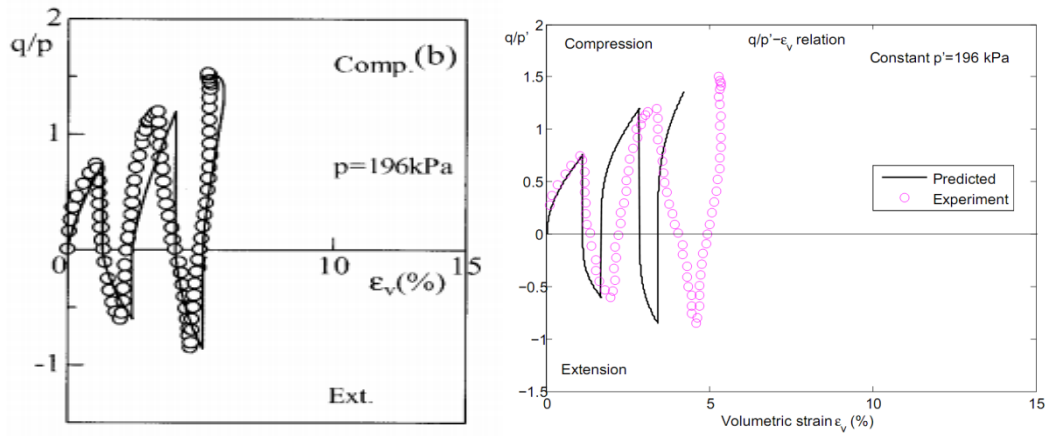 2
q/p
Comp.(b)
1
p=196kPa
0
10
15
εᵥ(%)
-1
Ext.
2
q/p'
Compression
q/p'−εᵥ relation
Constant p'=196 kPa
1.5
1
0.5
Predicted
Experiment
0
−0.5
−1
Extension
−1.5
0
5
10
15
Volumetric strain εᵥ (%)